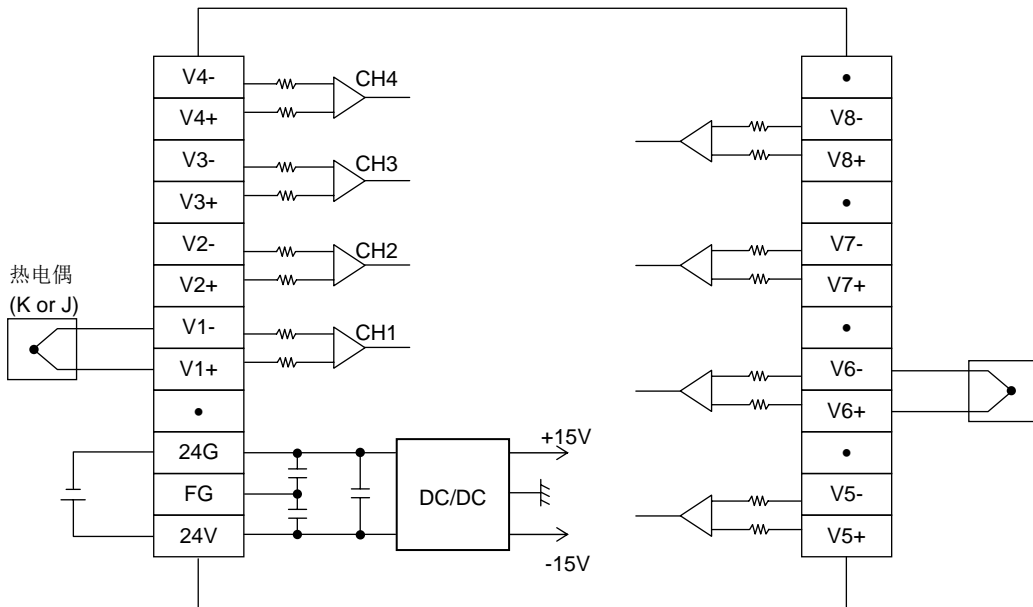 V4-
CH4
V4+
V3-
CH3
V3+
V2-
CH2
V2+
热电偶
(K or J)
V1-
CH1
V1+
•
24G
FG
24V
DC/DC
+15V
-15V
•
V8-
V8+
•
V7-
V7+
•
V6-
V6+
•
V5-
V5+